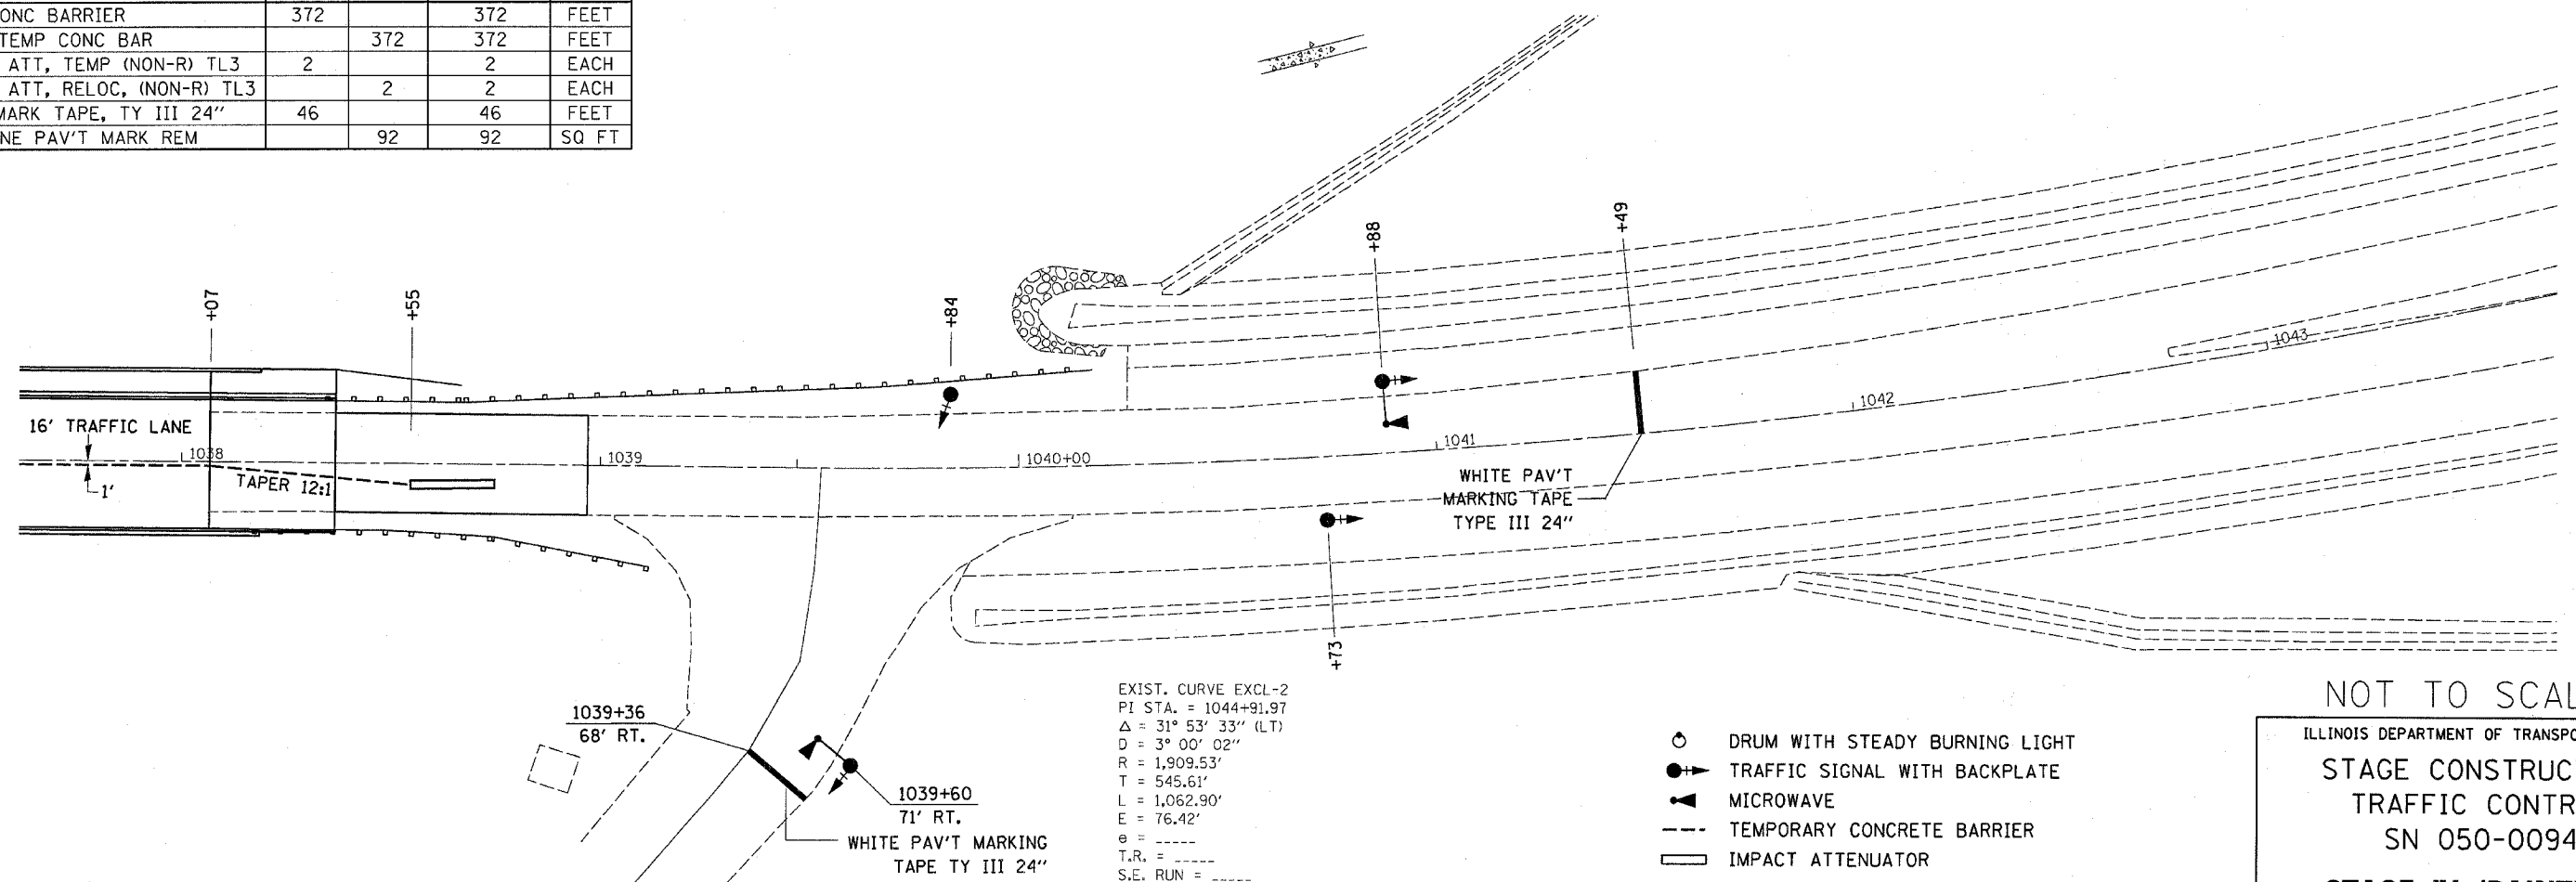 ONC BARRIER 372 372 FEET
TEMP CONC BAR 372 372 FEET
ATT, TEMP (NON-R) TL3 2 2 EACH
ATT, RELOC, (NON-R) TL3 2 2 EACH
MARK TAPE, TY III 24" 46 46 FEET
NE PAV'T MARK REM 92 92 SQ FT
+07
+55
+84
+88
+49
16' TRAFFIC LANE
1'
TAPER 12:1
1038
1039
1040+00
1041
1042
1043
WHITE PAV'T
MARKING TAPE
TYPE III 24"
+73
1039+36
68' RT.
1039+60
71' RT.
WHITE PAV'T MARKING
TAPE TY III 24"
EXIST. CURVE EXCL-2
PI STA. = 1044+91.97
Δ = 31° 53' 33" (LT)
D = 3° 00' 02"
R = 1,909.53'
T = 545.61'
L = 1,062.90'
E = 76.42'
e = -----
T.R. = -----
S.E. RUN = -----
DRUM WITH STEADY BURNING LIGHT
TRAFFIC SIGNAL WITH BACKPLATE
MICROWAVE
TEMPORARY CONCRETE BARRIER
IMPACT ATTENUATOR
NOT TO SCAL
ILLINOIS DEPARTMENT OF TRANSPO
STAGE CONSTRUC
TRAFFIC CONTR
SN 050-0094